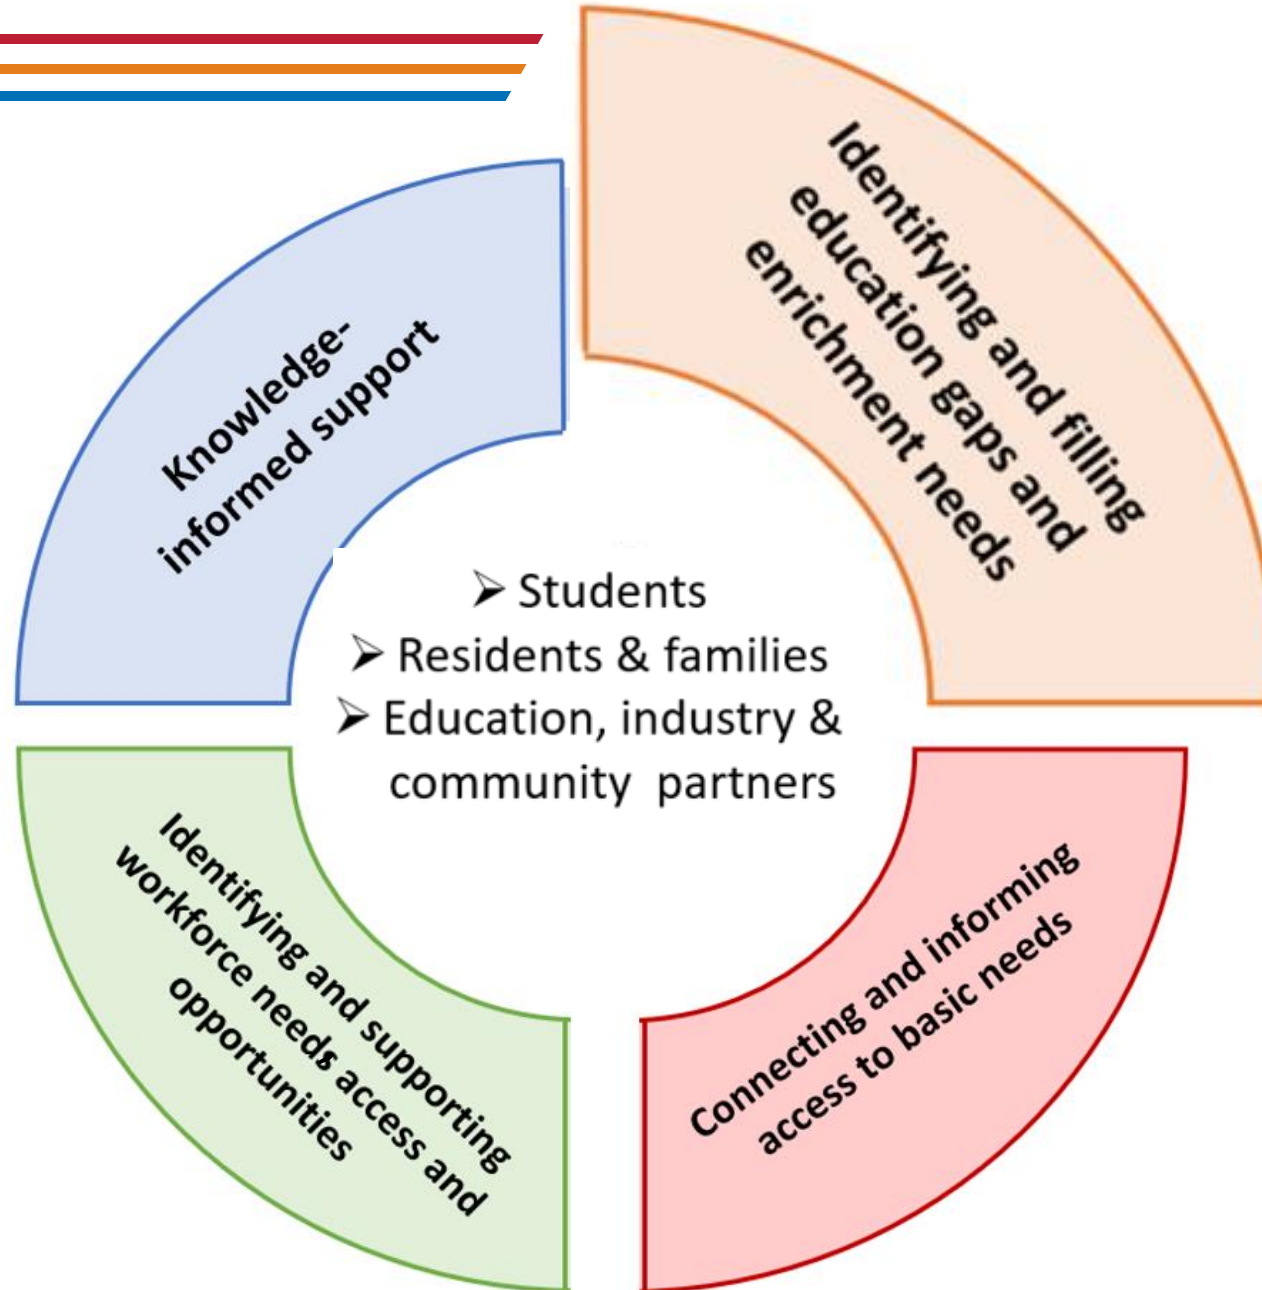 Knowledge-
informed support
Identifying and filling
education gaps and
enrichment needs
➢ Students
➢ Residents & families
➢ Education, industry &
community partners
Identifying and supporting
workforce needs, access and
opportunities
Connecting and informing
access to basic needs